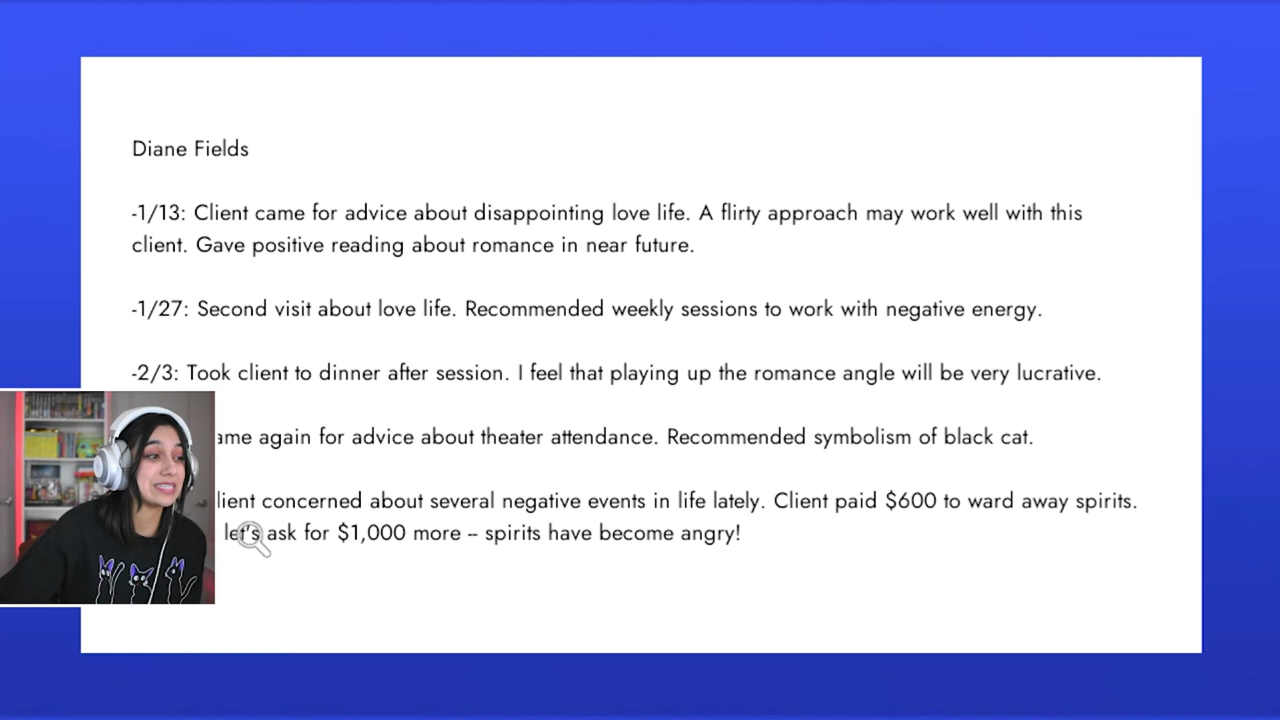 Diane Fields
-1/13: Client came for advice about disappointing love life. A flirty approach may work well with this
client. Gave positive reading about romance in near future.
-1/27: Second visit about love life. Recommended weekly sessions to work with negative energy.
-2/3: Took client to dinner after session. I feel that playing up the romance angle will be very lucrative.
again for advice about theater attendance. Recommended symbolism of black cat.
concerned about several negative events in life lately. Client paid $600 to ward away spirits.
let's ask for $1,000 more – spirits have become angry!